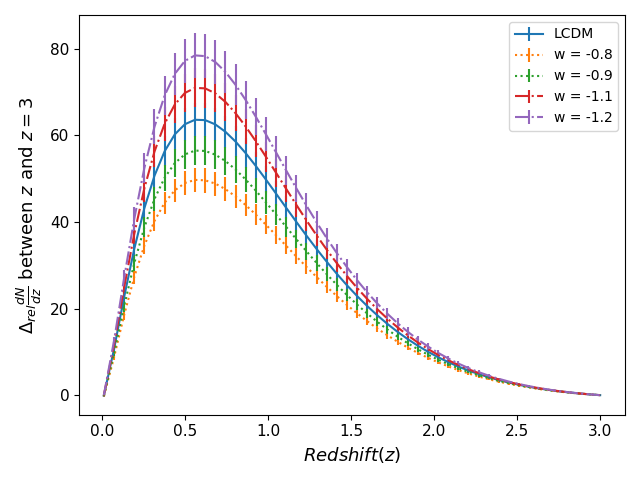 LCDM
w = -0.8
w = -0.9
w = -1.1
w = -1.2
Δrel dN/dz between z and z = 3
80
60
40
20
0
0.0 0.5 1.0 1.5 2.0 2.5 3.0
Redshift(z)